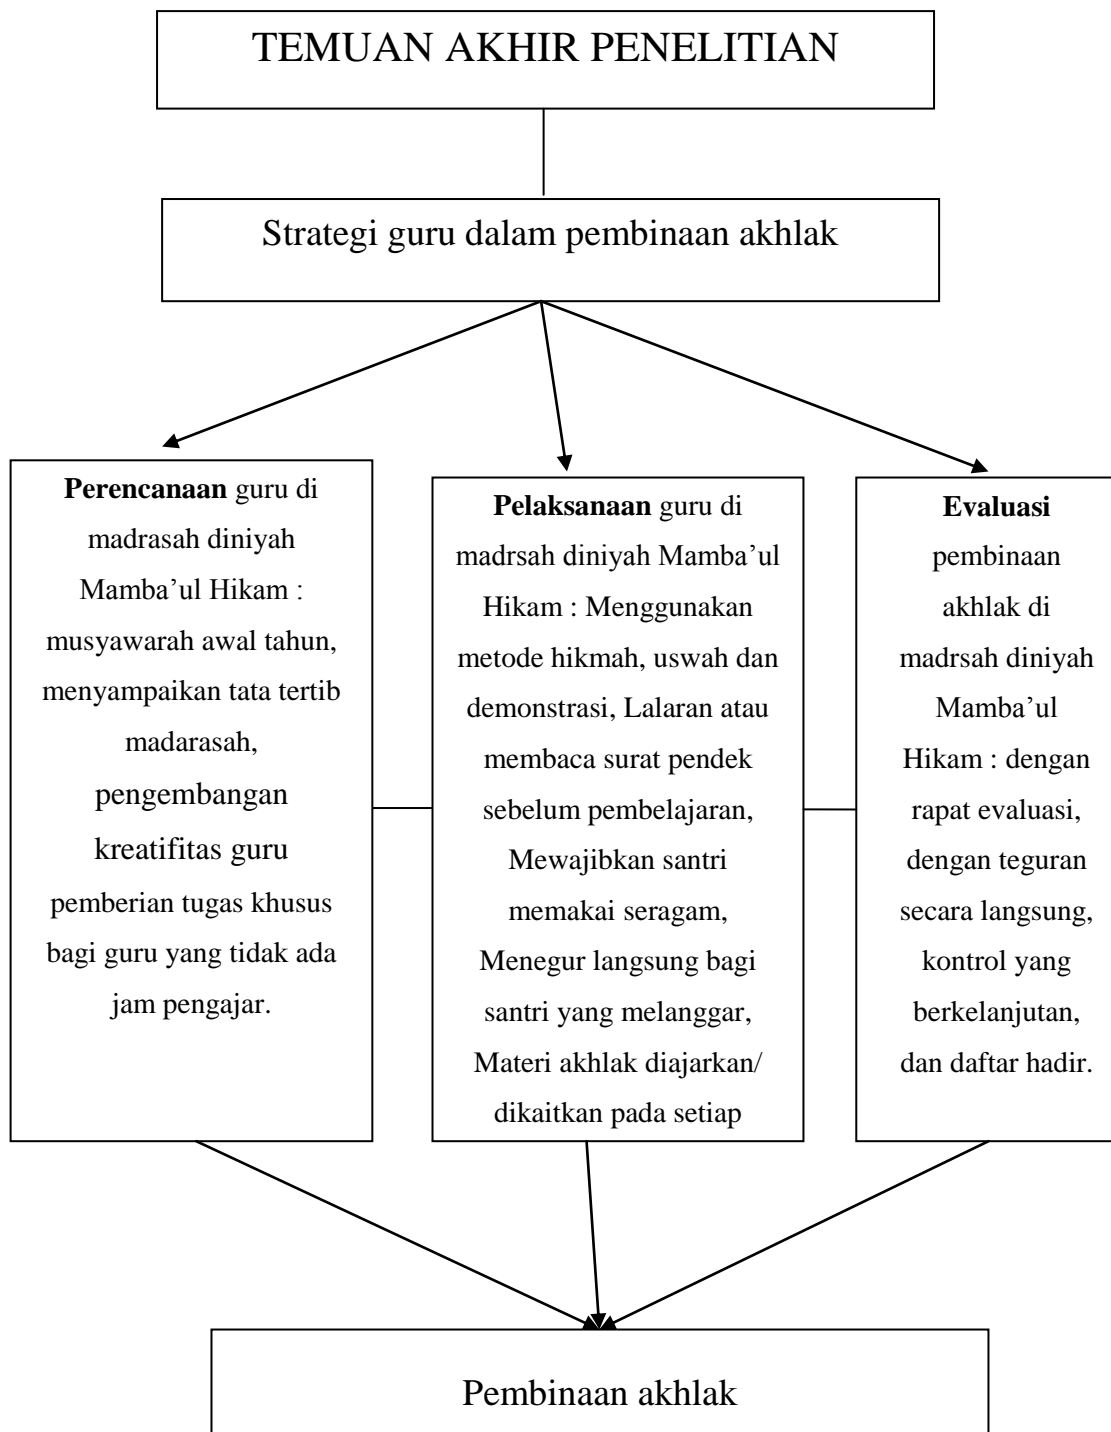 TEMUAN AKHIR PENELITIAN
Strategi guru dalam pembinaan akhlak
Perencanaan guru di
madrasah diniyah
Mamba’ul Hikam :
musyawarah awal tahun,
menyampaikan tata tertib
madarasah,
pengembangan
kreatifitas guru
pemberian tugas khusus
bagi guru yang tidak ada
jam pengajar.
Pelaksanaan guru di
madrsah diniyah Mamba’ul
Hikam : Menggunakan
metode hikmah, uswah dan
demonstrasi, Lalaran atau
membaca surat pendek
sebelum pembelajaran,
Mewajibkan santri
memakai seragam,
Menegur langsung bagi
santri yang melanggar,
Materi akhlak diajarkan/
dikaitkan pada setiap
Evaluasi
pembinaan
akhlak di
madrsah diniyah
Mamba’ul
Hikam : dengan
rapat evaluasi,
dengan teguran
secara langsung,
kontrol yang
berkelanjutan,
dan daftar hadir.
Pembinaan akhlak